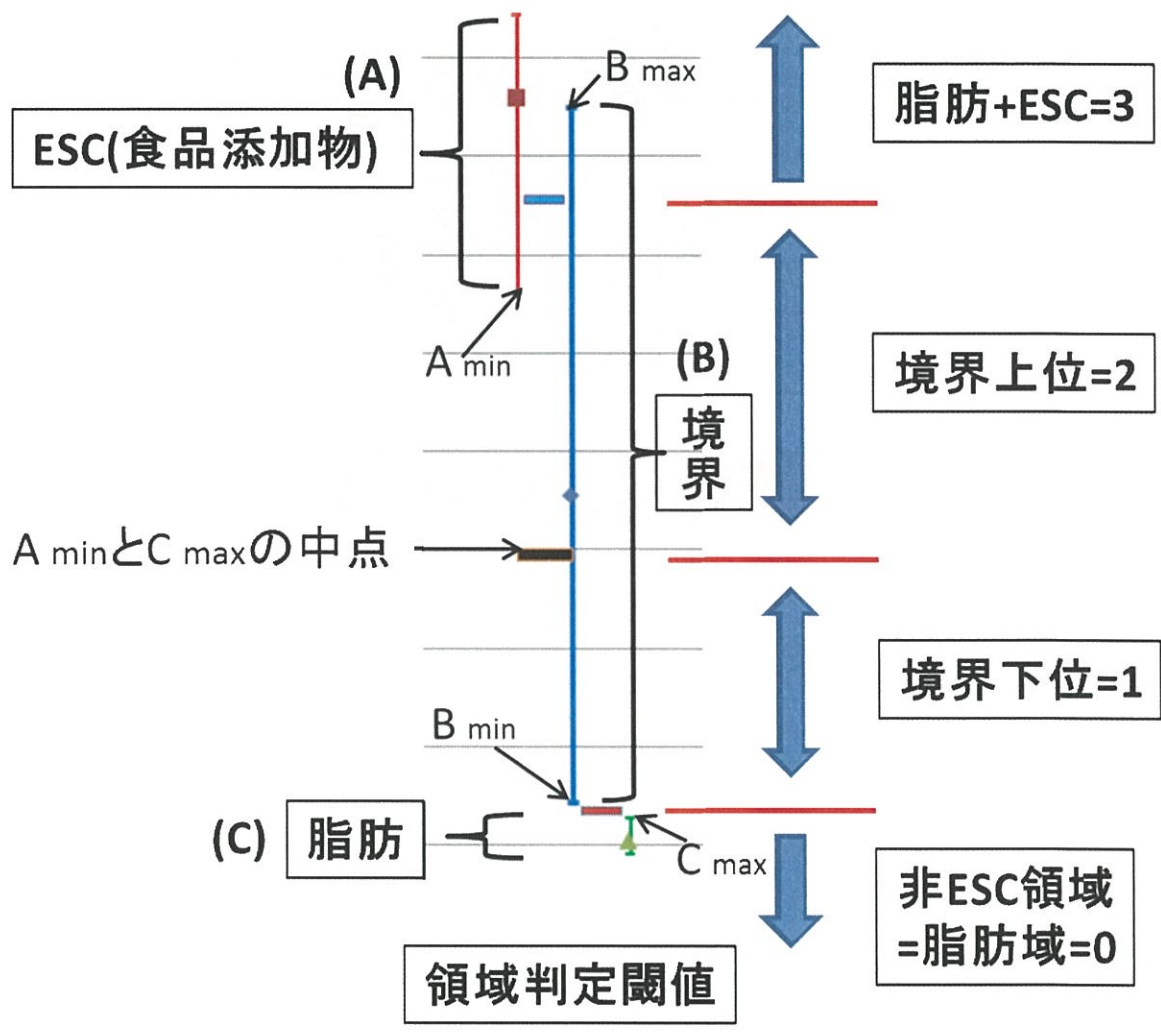 (A)
ESC(食品添加物)
B max
脂肪+ESC=3
A min
(B)
境
界
境界上位=2
A minとC maxの中点
境界下位=1
B min
(C)
脂肪
C max
非ESC領域
=脂肪域=0
領域判定閾値